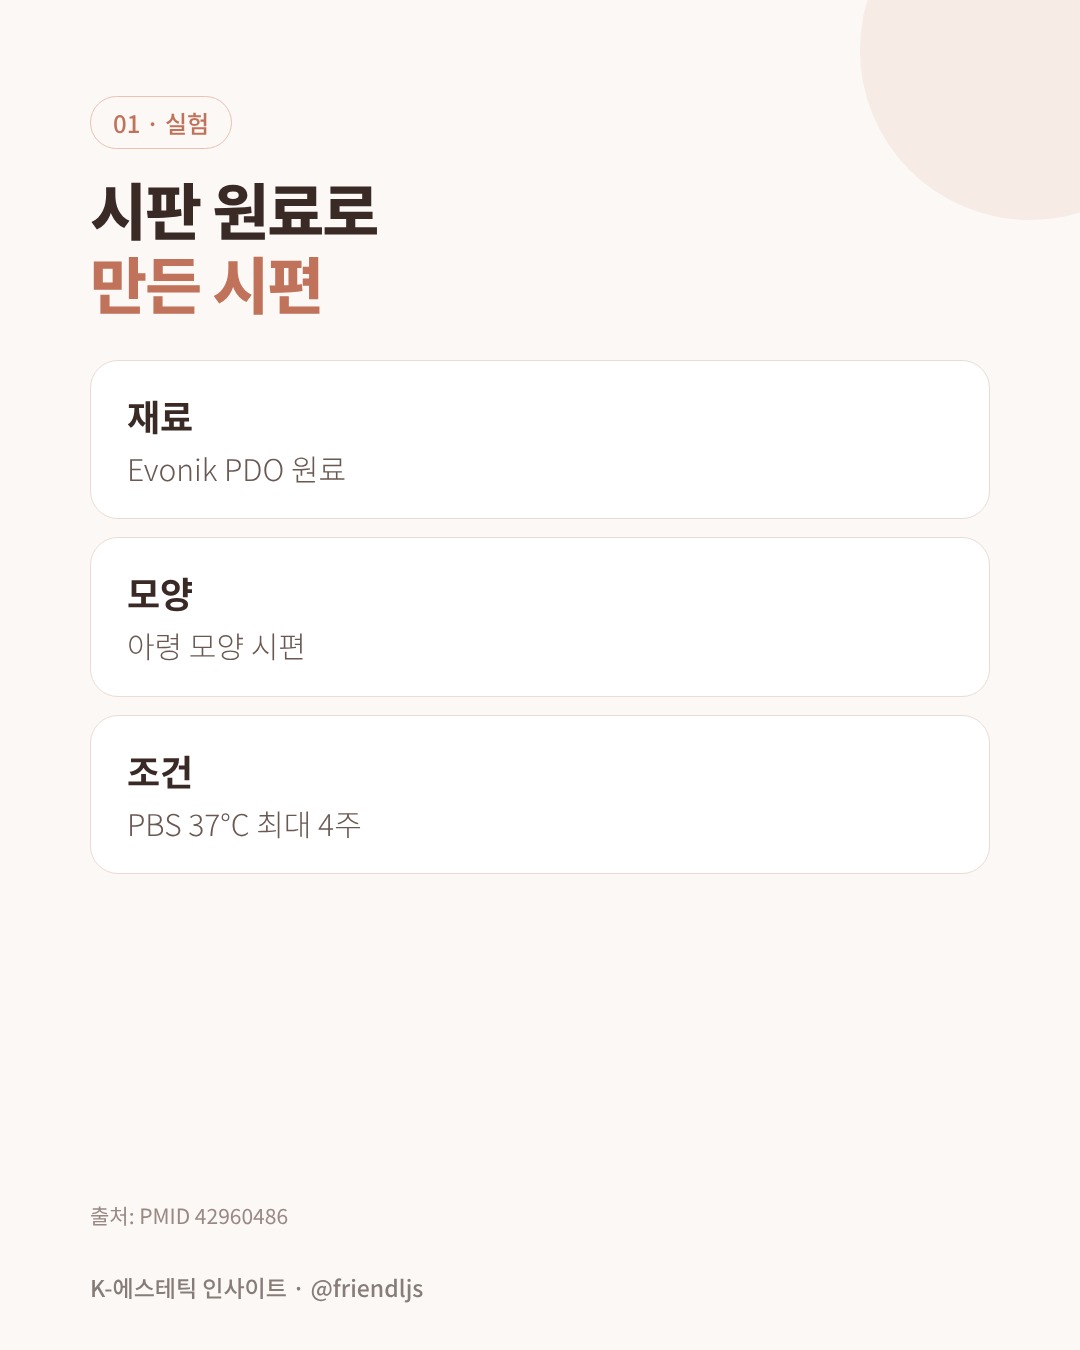 01 · 실험
시판 원료로
만든 시편
재료
Evonik PDO 원료
모양
아령 모양 시편
조건
PBS 37°C 최대 4주
출처: PMID 42960486
K-에스테틱 인사이트 · @friendljs